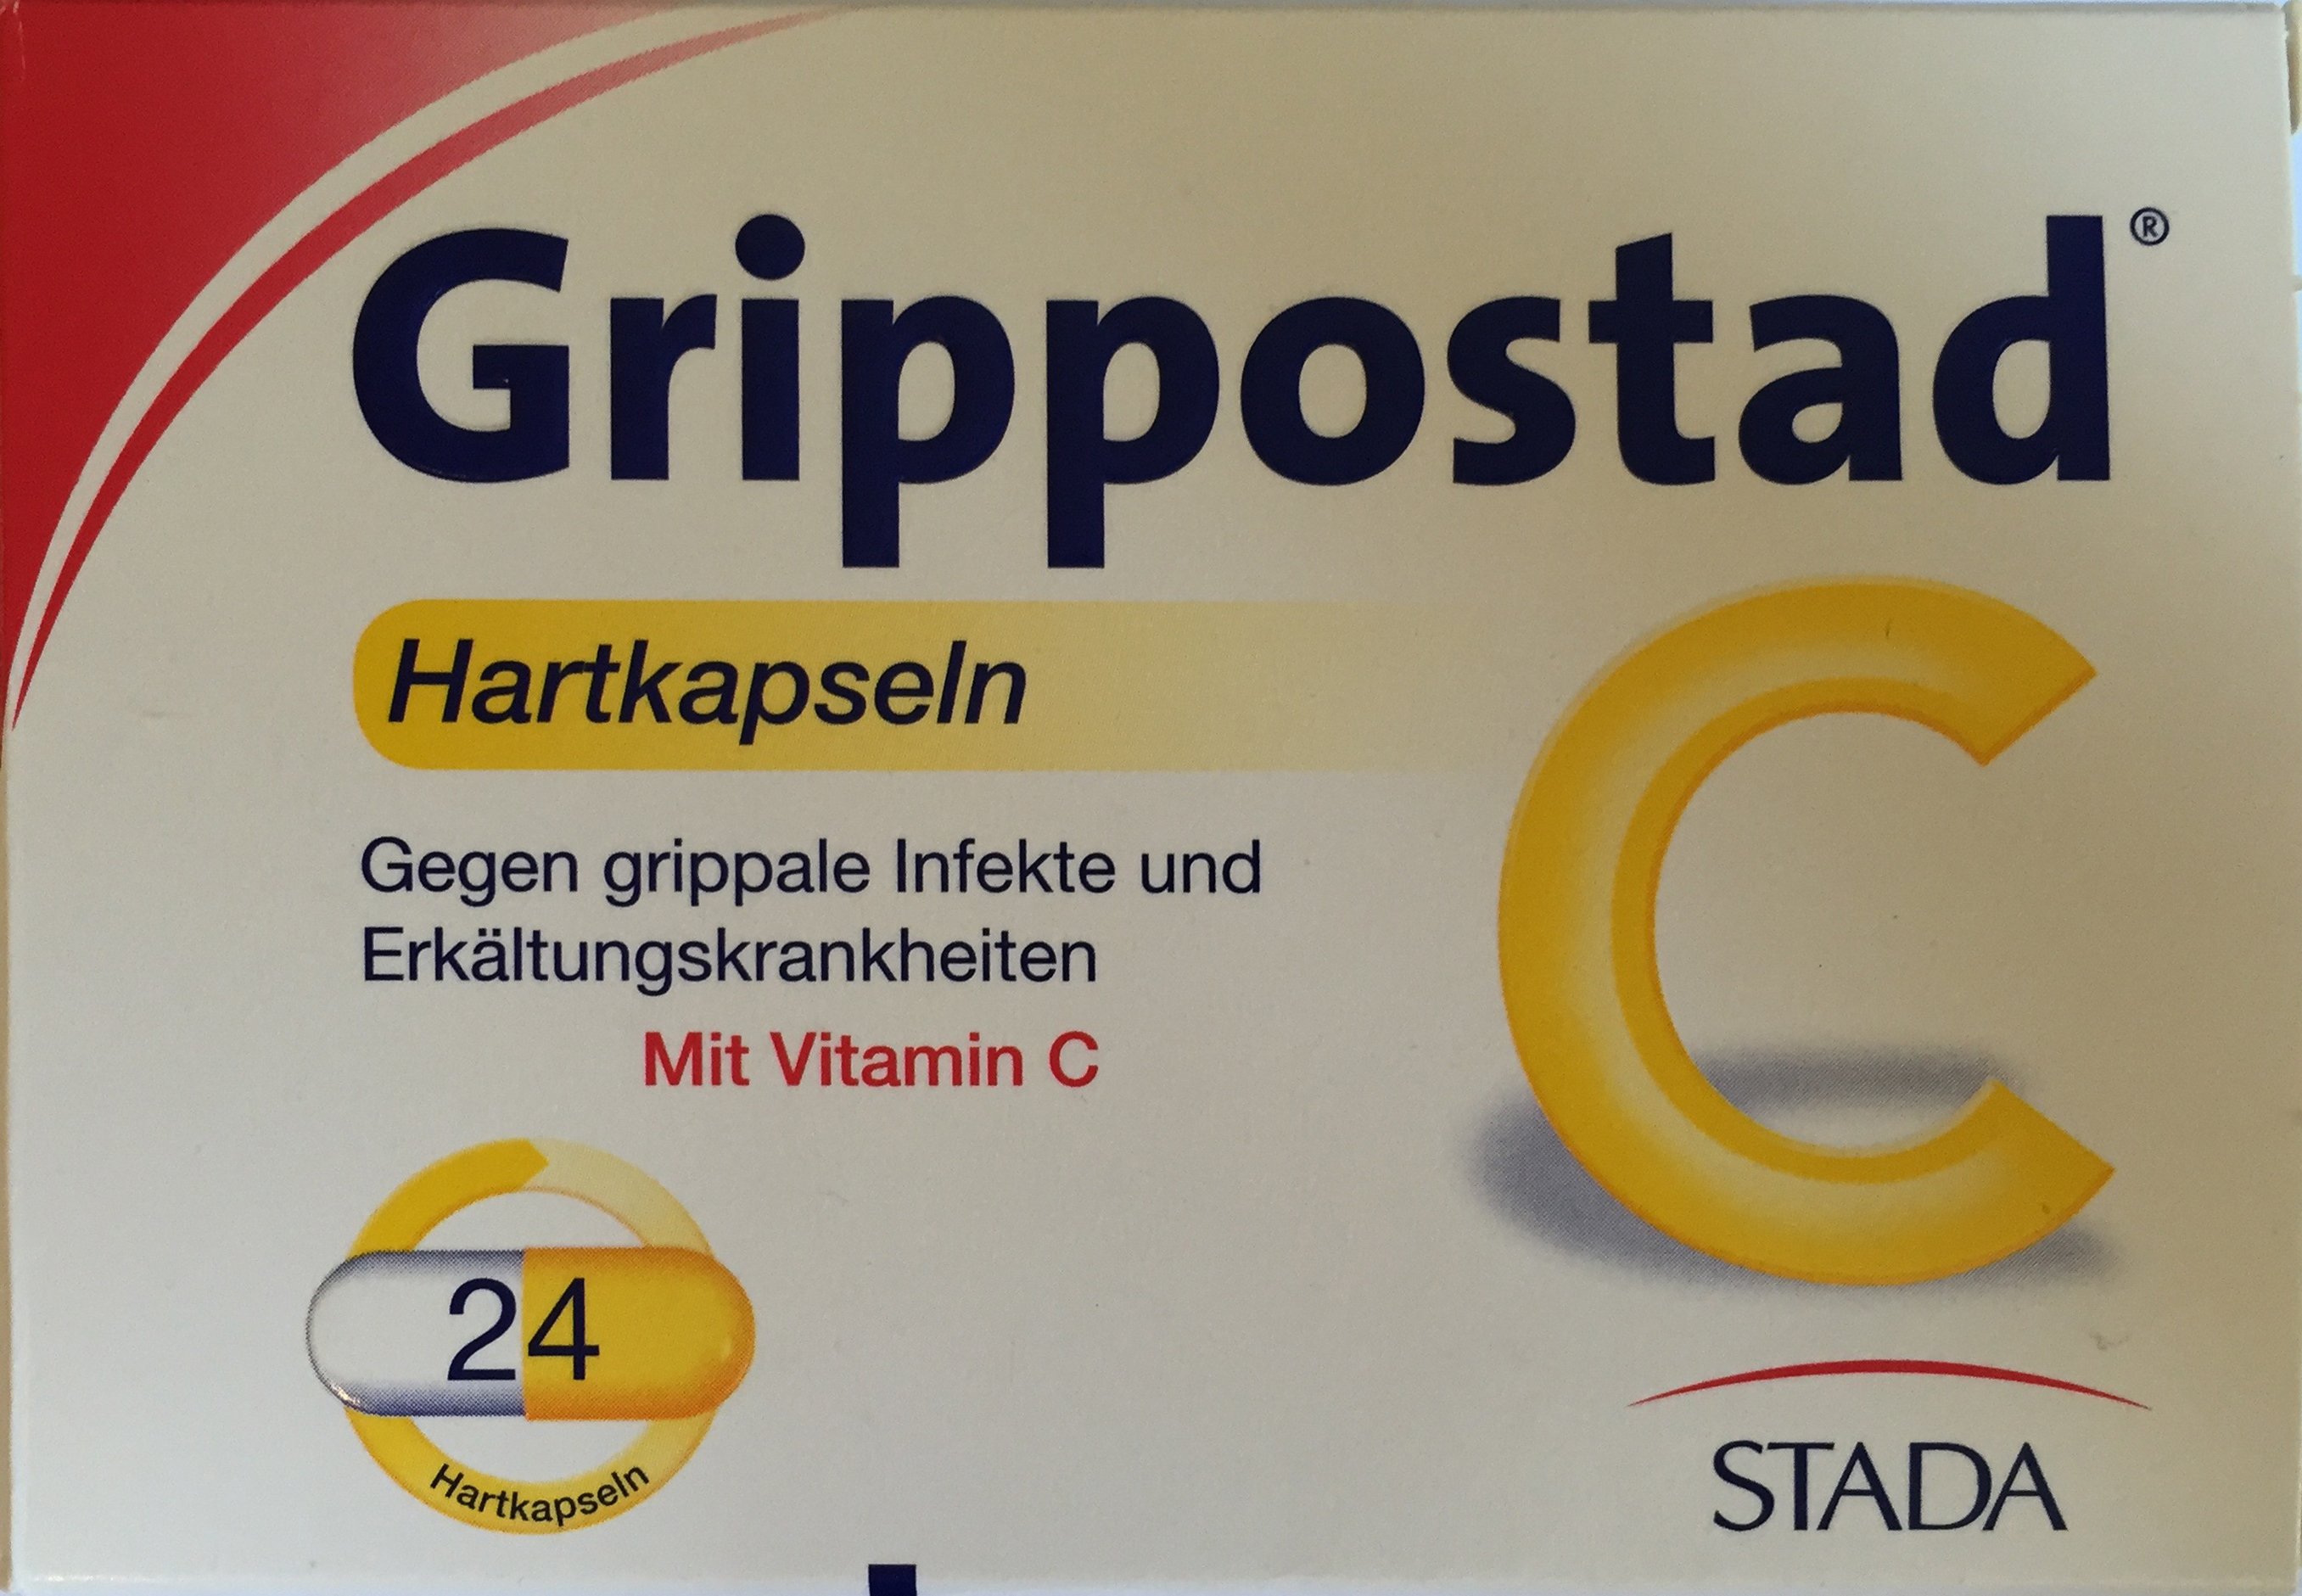 Grippostad®
C
Hartkapseln
Gegen grippale Infekte und
Erkältungskrankheiten
Mit Vitamin C
24
Hartkapseln
STADA